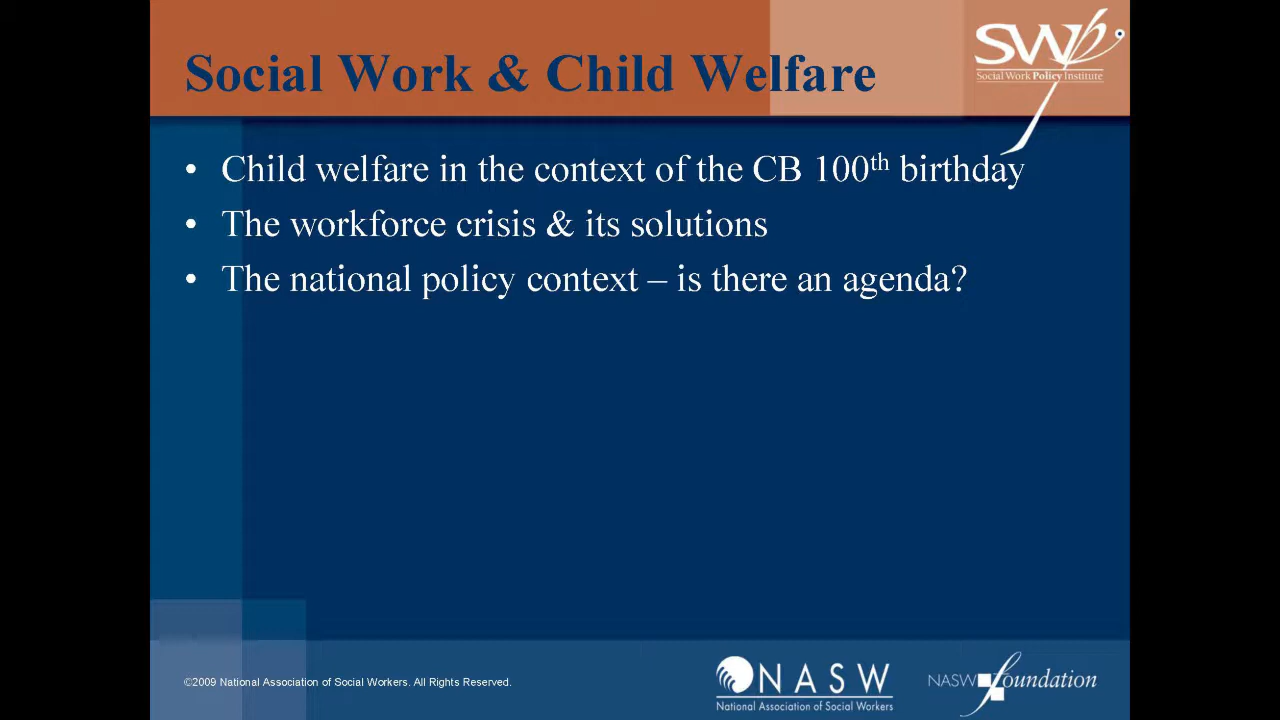 Social Work & Child Welfare
SWp
Social Work Policy Institute
• Child welfare in the context of the CB 100th birthday
• The workforce crisis & its solutions
• The national policy context – is there an agenda?
©2009 National Association of Social Workers. All Rights Reserved.
NASW
National Association of Social Workers
NASW foundation